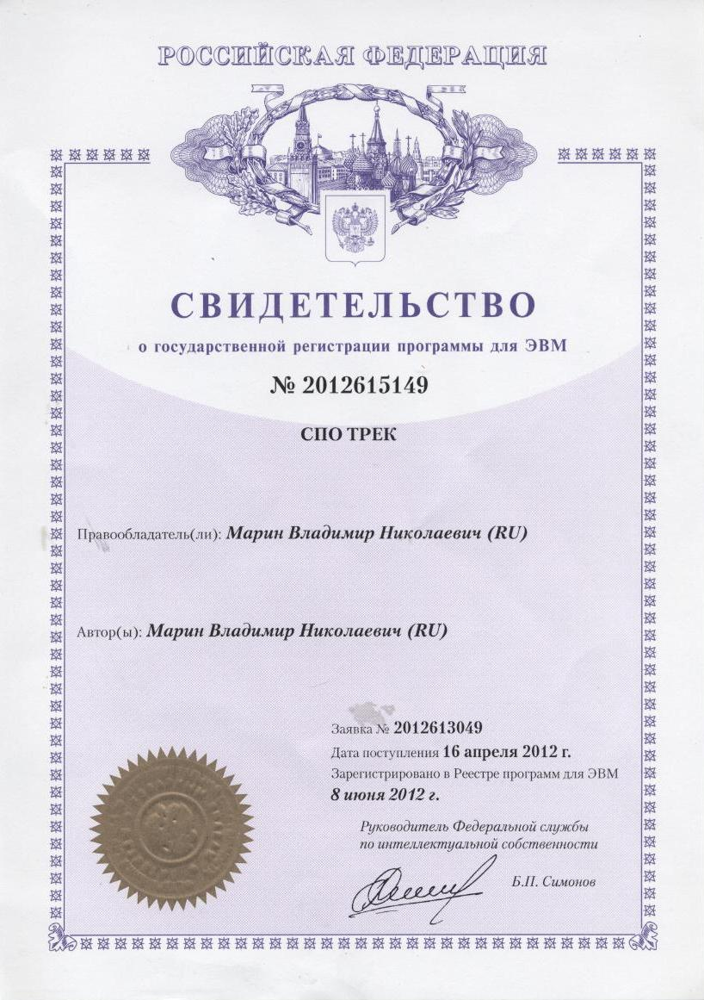 РОССИЙСКАЯ ФЕДЕРАЦИЯ
СВИДЕТЕЛЬСТВО
о государственной регистрации программы для ЭВМ
№ 2012615149
СПО ТРЕК
Правообладатель(ли): Марин Владимир Николаевич (RU)
Автор(ы): Марин Владимир Николаевич (RU)
Заявка № 2012613049
Дата поступления 16 апреля 2012 г.
Зарегистрировано в Реестре программ для ЭВМ
8 июня 2012 г.
Руководитель Федеральной службы
по интеллектуальной собственности
Б.П. Симонов